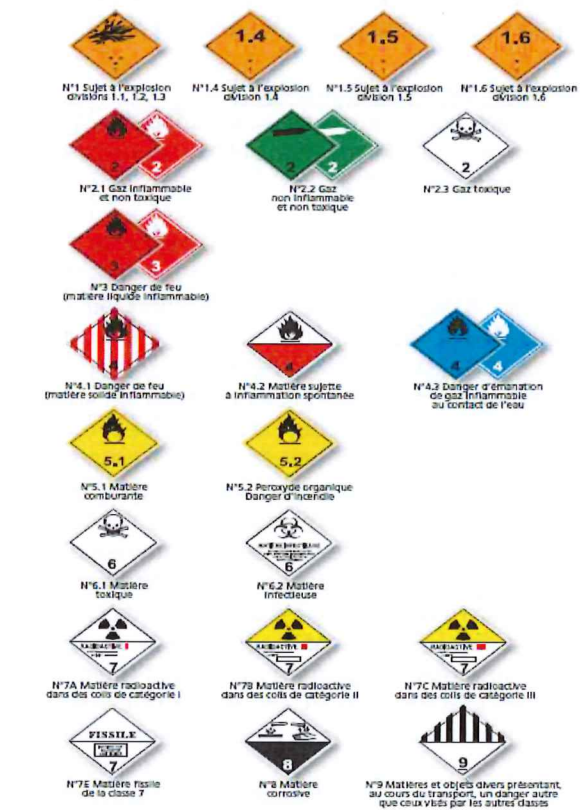 1.4
1.5
1.6
N°1 Sujet à l'explosion
divisions 1.1, 1.2, 1.3
N°1.4 Sujet à l'explosion
division 1.4
N°1.5 Sujet à l'explosion
division 1.5
N°1.6 Sujet à l'explosion
division 1.6
2
2
2
2
2
N°2.1 Gaz inflammable
et non toxique
N°2.2 Gaz
non inflammable
et non toxique
N°2.3 Gaz toxique
3
3
N°3 Danger de feu
(matière liquide inflammable)
4
4
4
4
N°4.1 Danger de feu
(matière solide inflammable)
N°4.2 Matière sujette
à inflammation spontanée
N°4.3 Danger d'émanation
de gaz inflammable
au contact de l'eau
5.1
5.2
N°5.1 Matière
comburante
N°5.2 Peroxyde organique
Danger d'incendie
6
6
N°6.1 Matière
toxique
N°6.2 Matière
infectieuse
RADIOACTIVE
7
RADIOACTIVE
7
RADIOACTIVE
7
N°7A Matière radioactive
dans des colis de catégorie I
N°7B Matière radioactive
dans des colis de catégorie II
N°7C Matière radioactive
dans des colis de catégorie III
FISSILE
7
8
9
N°7E Matière fissile
de la classe 7
N°8 Matière
corrosive
N°9 Matières et objets divers présentant,
au cours du transport, un danger autre
que ceux visés par les autres classes